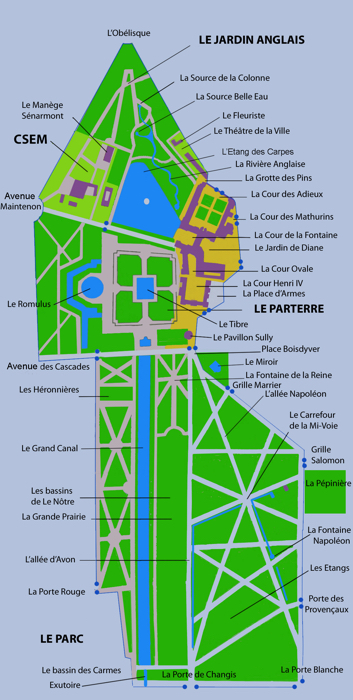 L'Obélisque
LE JARDIN ANGLAIS
La Source de la Colonne
La Source Belle Eau
Le Manège
Sénarmont
Le Fleuriste
Le Théâtre de la Ville
CSEM
L'Etang des Carpes
La Rivière Anglaise
La Grotte des Pins
La Cour des Adieux
Avenue
Maintenon
La Cour des Mathurins
La Cour de la Fontaine
Le Jardin de Diane
La Cour Ovale
La Cour Henri IV
La Place d'Armes
Le Romulus
LE PARTERRE
Le Tibre
Le Pavillon Sully
Place Boisdyver
Avenue des Cascades
Le Miroir
La Fontaine de la Reine
Grille Marrier
Les Héronnières
L'allée Napoléon
Le Carrefour
de la Mi-Voie
Le Grand Canal
Grille
Salomon
La Pépinière
Les bassins
de Le Nôtre
La Grande Prairie
La Fontaine
Napoléon
L'allée d'Avon
Les Etangs
La Porte Rouge
Porte des
Provençaux
LE PARC
Le bassin des Carmes
La Porte de Changis
La Porte Blanche
Exutoire